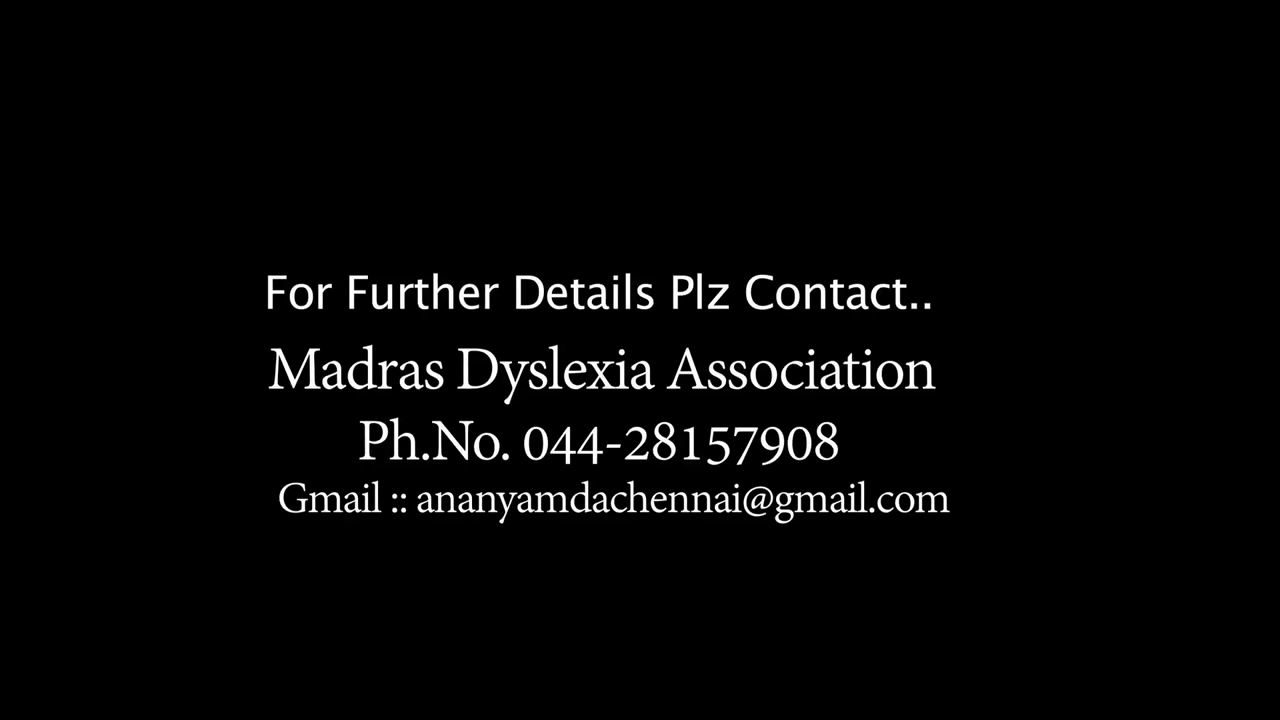 For Further Details Plz Contact..
Madras Dyslexia Association
Ph.No. 044-28157908
Gmail :: ananyamdachennai@gmail.com